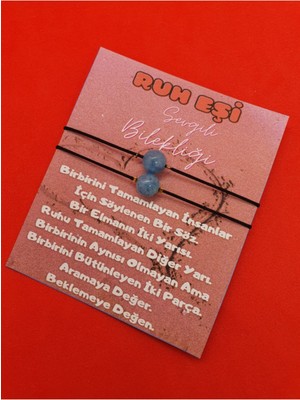 RUH EŞİ
Sevgili
Bilekliği
Birbirini Tamamlayan İnsanlar
İçin Söylenen Bir Söz.
Bir Elmanın İki Yarısı.
Ruhu Tamamlayan Diğer Yarı.
Birbirinin Aynısı Olmayan Ama
Birbirini Bütünleyen İki Parça.
Aramaya Değer.
Beklemeye Değen.